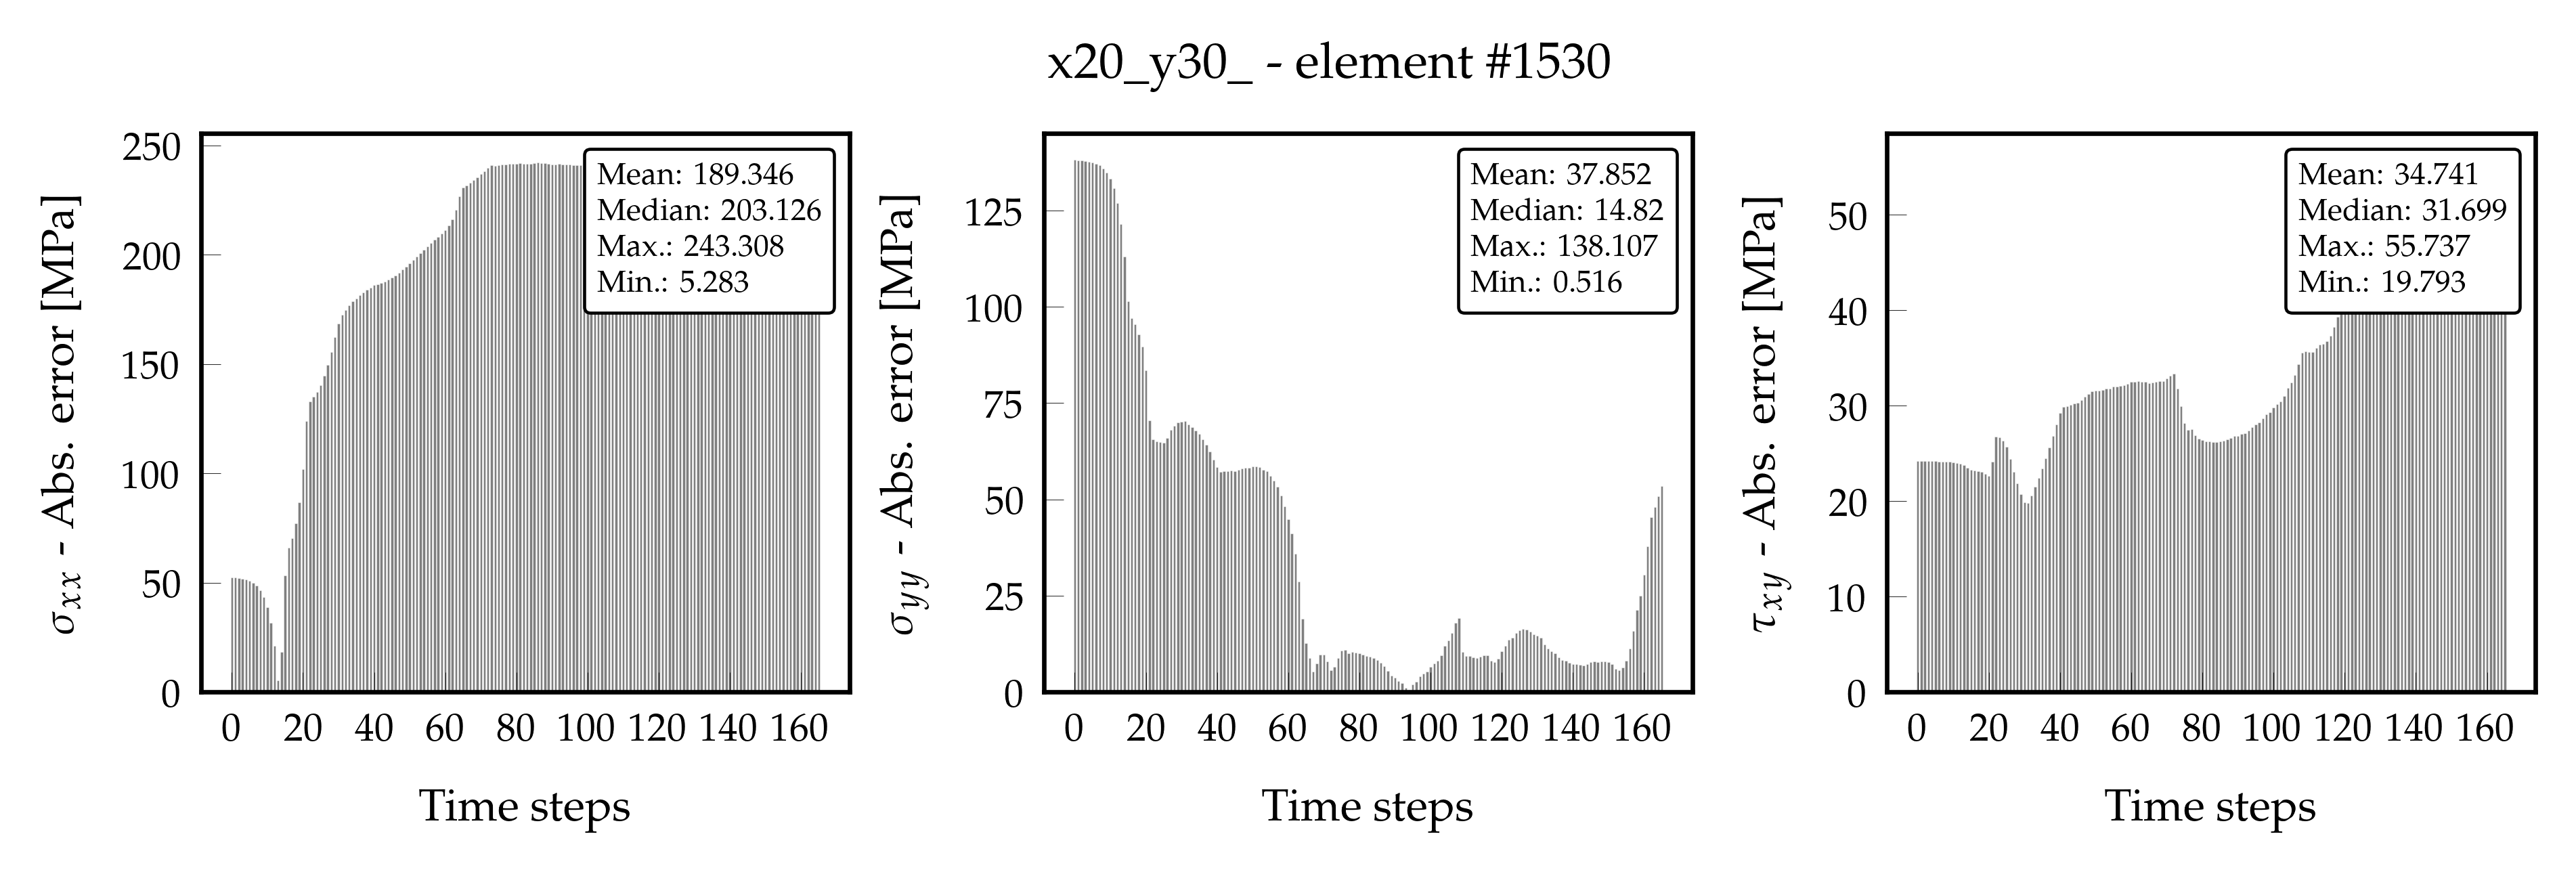 x20_y30_ - element #1530
σxx - Abs. error [MPa]
250
200
150
100
50
0
Mean: 189.346
Median: 203.126
Max.: 243.308
Min.: 5.283
0 20 40 60 80 100 120 140 160
Time steps
σyy - Abs. error [MPa]
125
100
75
50
25
0
Mean: 37.852
Median: 14.82
Max.: 138.107
Min.: 0.516
0 20 40 60 80 100 120 140 160
Time steps
τxy - Abs. error [MPa]
50
40
30
20
10
0
Mean: 34.741
Median: 31.699
Max.: 55.737
Min.: 19.793
0 20 40 60 80 100 120 140 160
Time steps